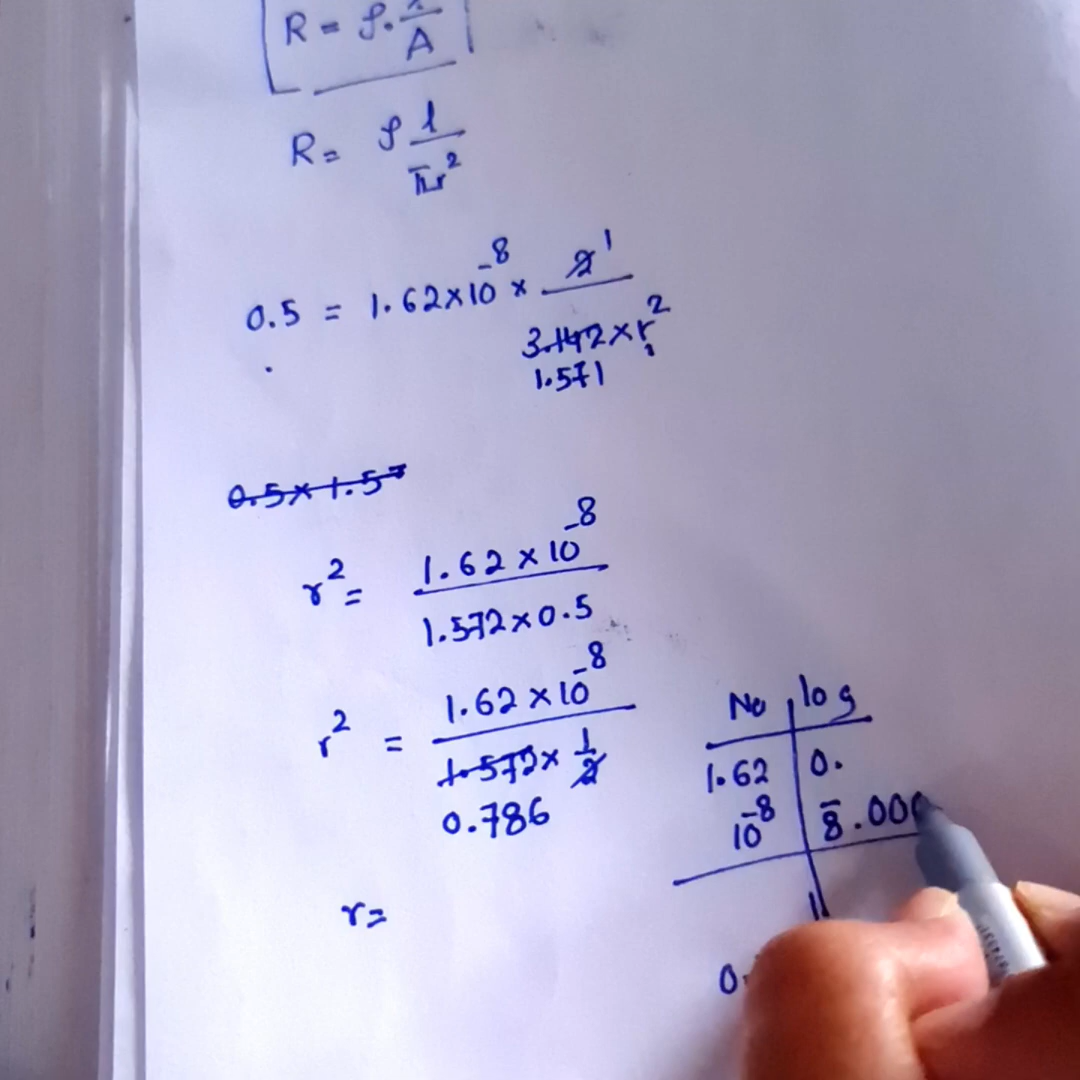 R = ρ. l/A
R = ρ l/πr²
0.5 = 1.62×10⁻⁸ × 2 1
3.142×r²
1.571
0.5×1.57
r² = 1.62×10⁻⁸
1.572×0.5
r² = 1.62×10⁻⁸
1.572× 1/2
0.786
No log
1.62 0.
10⁻⁸ 8̄.000
r=
0.